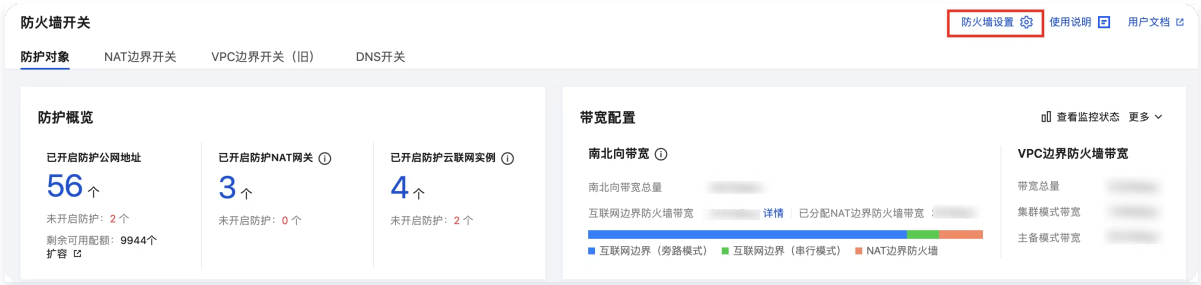 防火墙开关
防火墙设置 使用说明 用户文档
防护对象 NAT边界开关 VPC边界开关（旧） DNS开关
防护概览
已开启防护公网地址
56 个
未开启防护：2 个
剩余可用配额：9944个
扩容
已开启防护NAT网关
3 个
未开启防护：0 个
已开启防护云联网实例
4 个
未开启防护：2 个
带宽配置
查看监控状态 更多
南北向带宽
南北向带宽总量
互联网边界防火墙带宽 详情 已分配NAT边界防火墙带宽：
互联网边界（旁路模式） 互联网边界（串行模式） NAT边界防火墙
VPC边界防火墙带宽
带宽总量
集群模式带宽
主备模式带宽